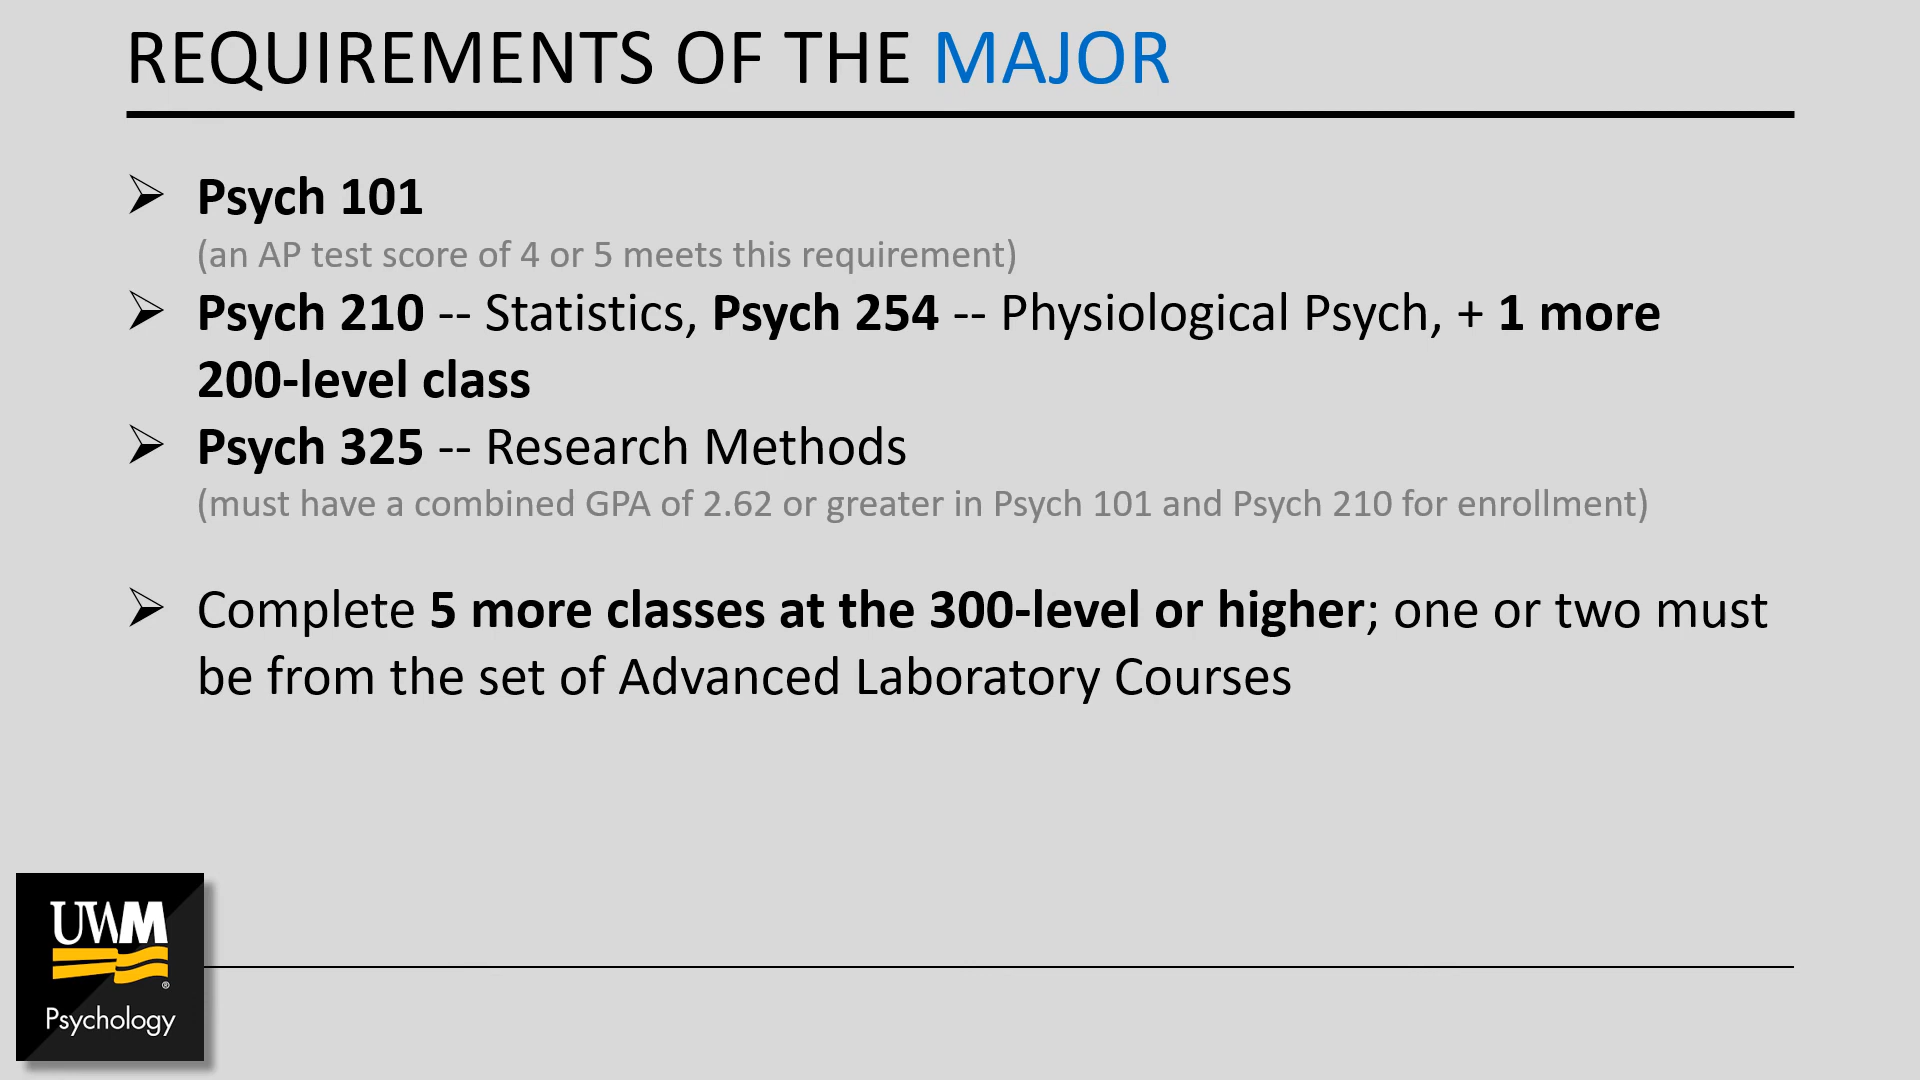 REQUIREMENTS OF THE MAJOR
Psych 101
(an AP test score of 4 or 5 meets this requirement)
Psych 210 -- Statistics, Psych 254 -- Physiological Psych, + 1 more
200-level class
Psych 325 -- Research Methods
(must have a combined GPA of 2.62 or greater in Psych 101 and Psych 210 for enrollment)
Complete 5 more classes at the 300-level or higher; one or two must
be from the set of Advanced Laboratory Courses
UWM
®
Psychology